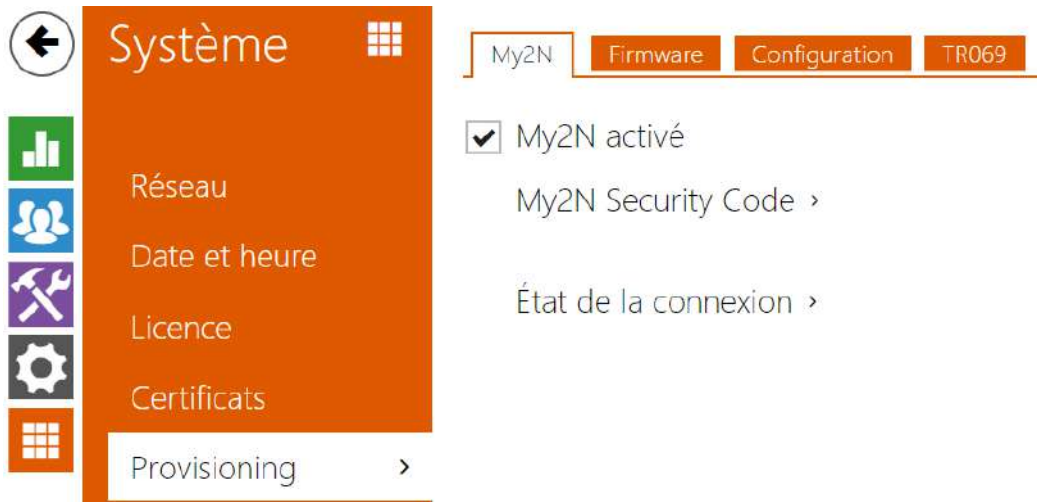 Système
Réseau
Date et heure
Licence
Certificats
Provisioning
My2N Firmware Configuration TR069
My2N activé
My2N Security Code
État de la connexion